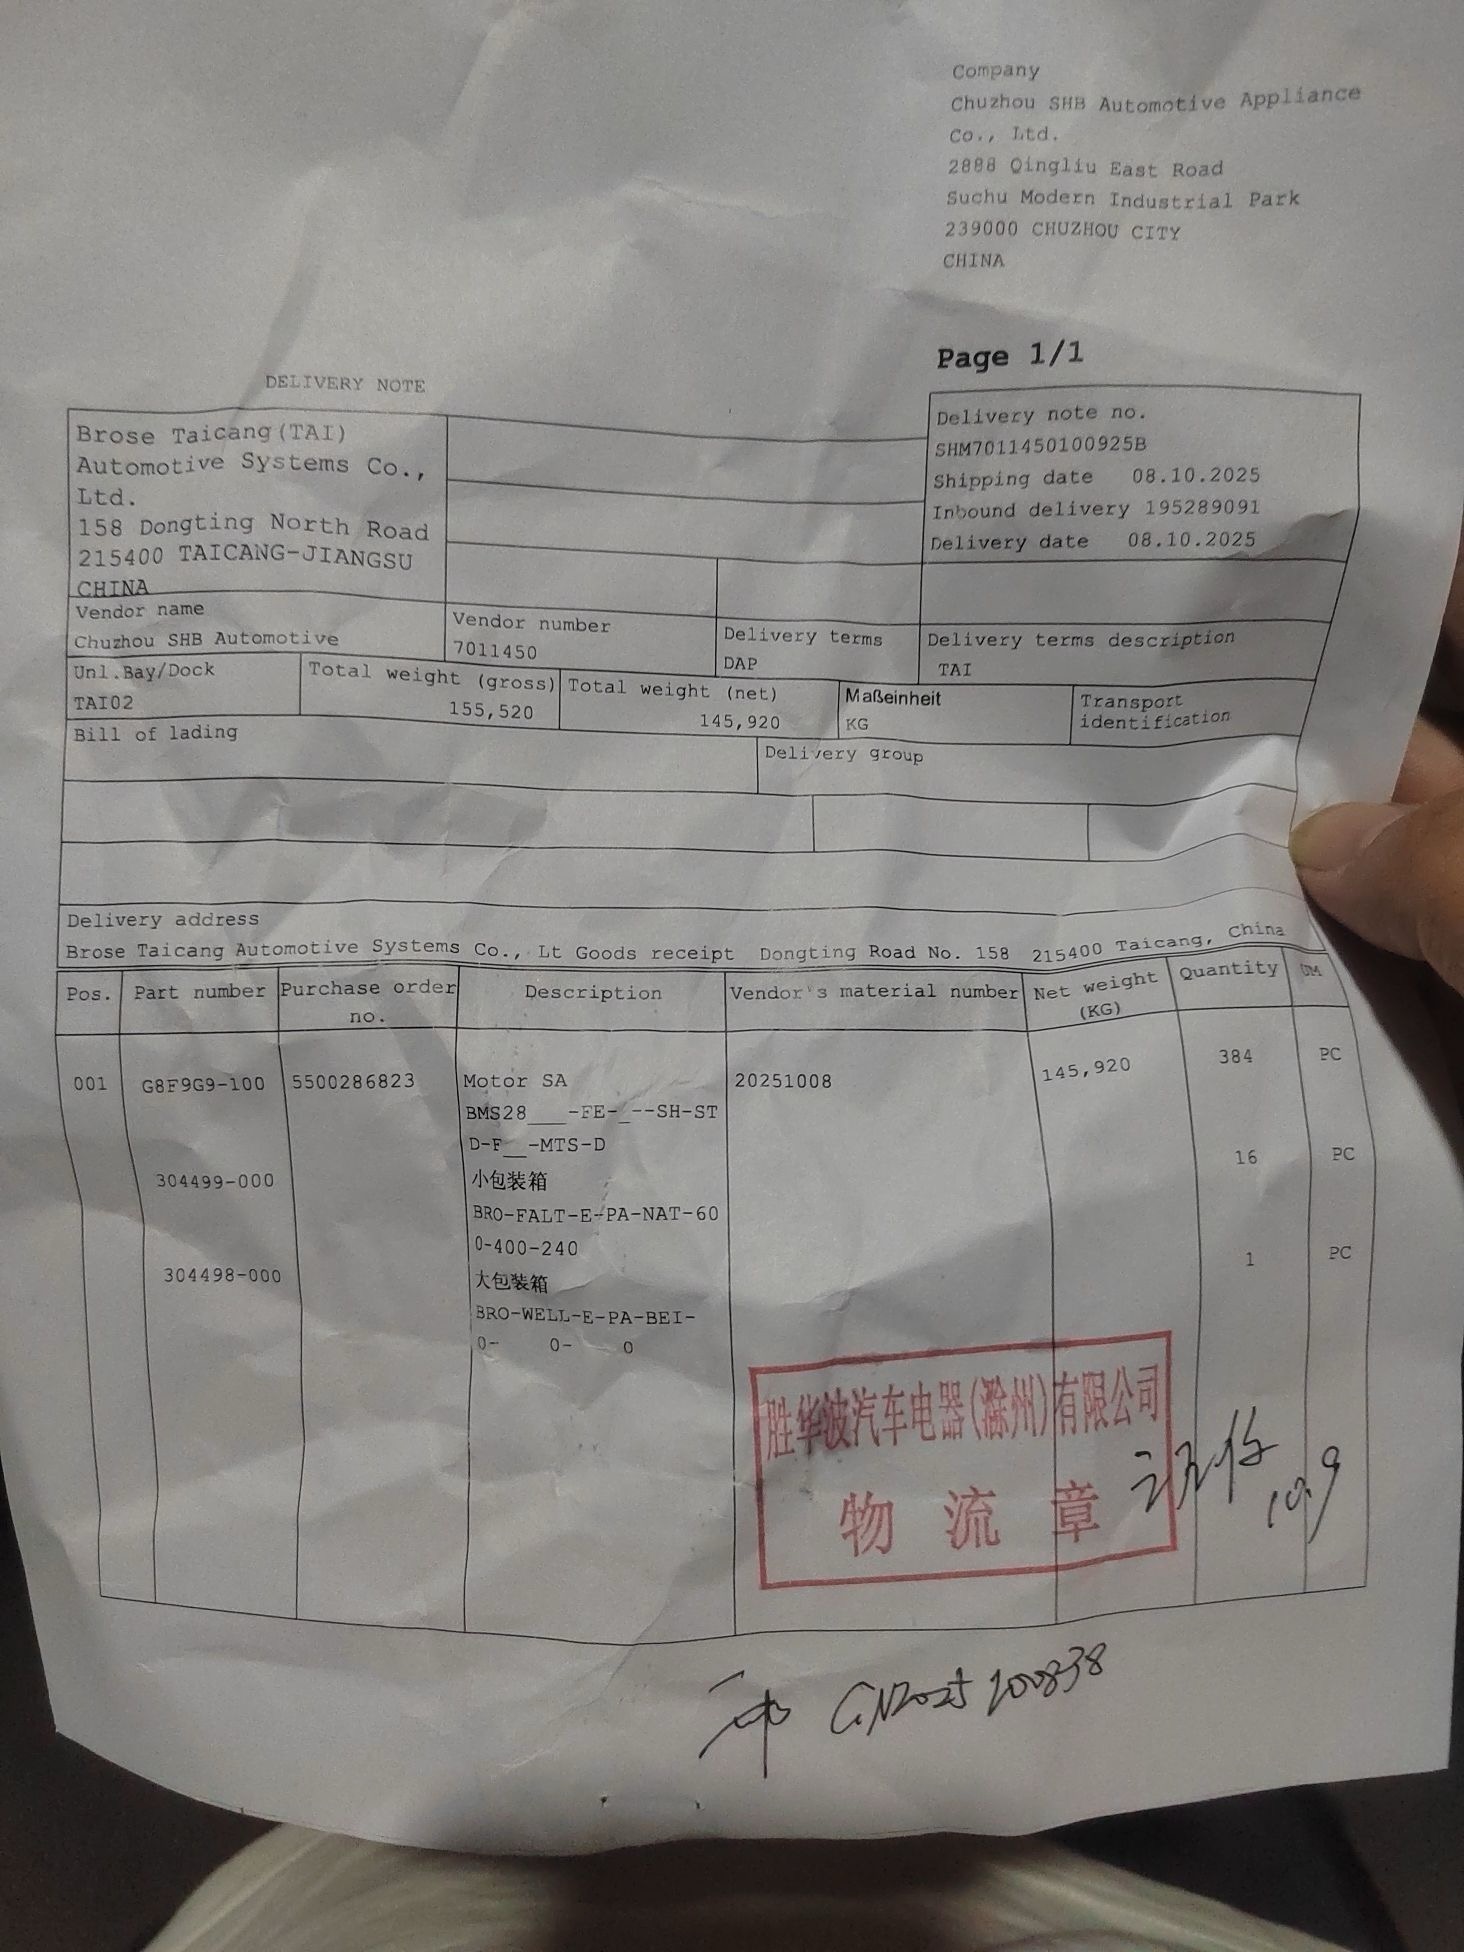 Company
Chuzhou SHB Automotive Appliance
Co., Ltd.
2888 Qingliu East Road
Suchu Modern Industrial Park
239000 CHUZHOU CITY
CHINA
Page 1/1
DELIVERY NOTE
Brose Taicang(TAI)
Automotive Systems Co.,
Ltd.
158 Dongting North Road
215400 TAICANG-JIANGSU
CHINA
Delivery note no.
SHM7011450100925B
Shipping date 08.10.2025
Inbound delivery 195289091
Delivery date 08.10.2025
Vendor name
Chuzhou SHB Automotive
Vendor number
7011450
Delivery terms
DAP
Delivery terms description
TAI
Unl.Bay/Dock
TAI02
Total weight (gross)
155,520
Total weight (net)
145,920
Maßeinheit
KG
Transport
identification
Bill of lading
Delivery group
Delivery address
Brose Taicang Automotive Systems Co., Lt Goods receipt Dongting Road No. 158 215400 Taicang, China
Pos. Part number Purchase order no. Description Vendor's material number Net weight (KG) Quantity UM
001 G8F9G9-100 5500286823 Motor SA 20251008 145,920 384 PC
BMS28___-FE-_--SH-ST
D-F__-MTS-D
304499-000 小包装箱 16 PC
BRO-FALT-E-PA-NAT-60
0-400-240
304498-000 大包装箱 1 PC
BRO-WELL-E-PA-BEI-
0- 0- 0
胜华波汽车电器(滁州)有限公司
物流章
10.9
CN2025100838